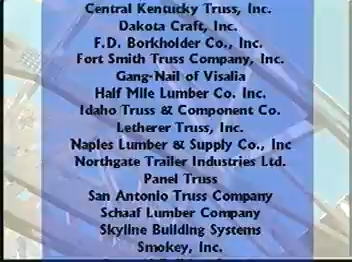 Central Kentucky Truss, Inc.
Dakota Craft, Inc.
F.D. Borkholder Co., Inc.
Fort Smith Truss Company, Inc.
Gang-Nail of Visalia
Half Mile Lumber Co. Inc.
Idaho Truss & Component Co.
Letherer Truss, Inc.
Naples Lumber & Supply Co., Inc
Northgate Trailer Industries Ltd.
Panel Truss
San Antonio Truss Company
Schaaf Lumber Company
Skyline Building Systems
Smokey, Inc.